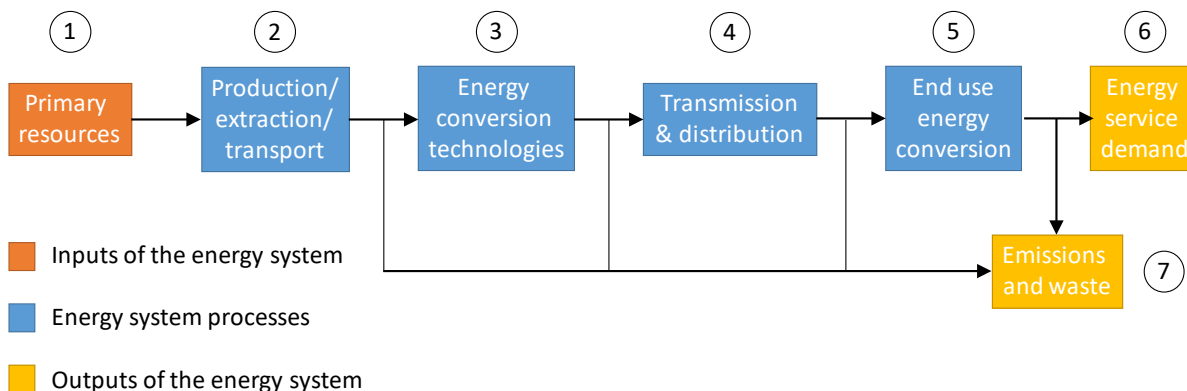 1
2
3
4
5
6
Primary
resources
Production/
extraction/
transport
Energy
conversion
technologies
Transmission
& distribution
End use
energy
conversion
Energy
service
demand
Inputs of the energy system
Emissions
and waste
7
Energy system processes
Outputs of the energy system